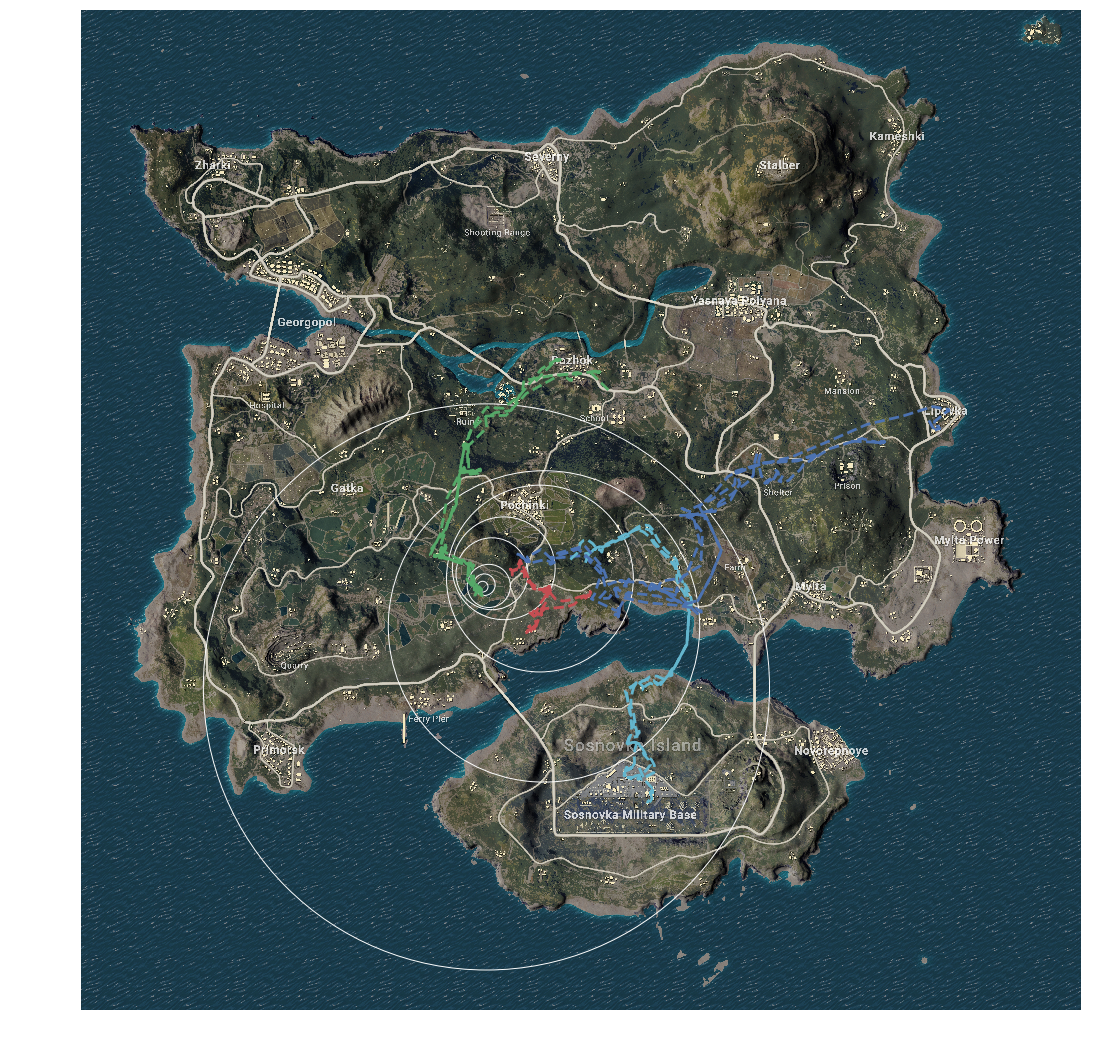 Kameshki
Severny
Zharki
Stalber
Shooting Range
Yasnaya Polyana
Georgopol
Rozhok
Mansion
Hospital
Lipovka
Ruins
School
Gatka
Prison
Shelter
Pochinki
Mylta Power
Farm
Mylta
Quarry
Ferry Pier
Sosnovka Island
Primorsk
Novorepnoye
Sosnovka Military Base